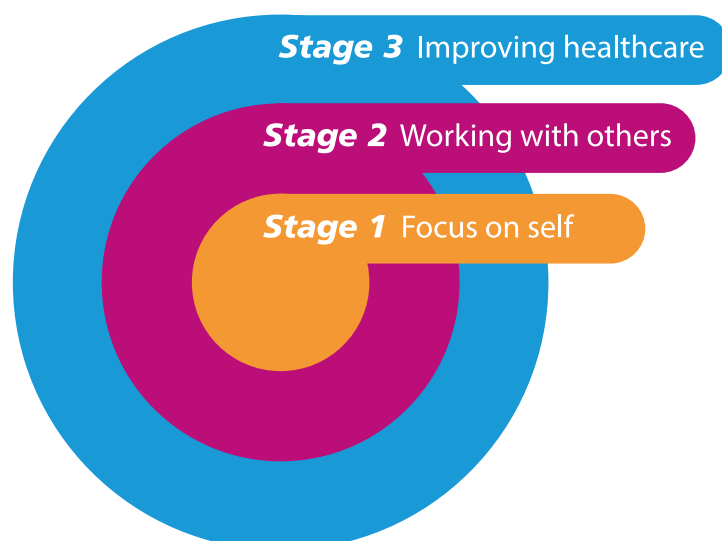 Stage 3 Improving healthcare
Stage 2 Working with others
Stage 1 Focus on self